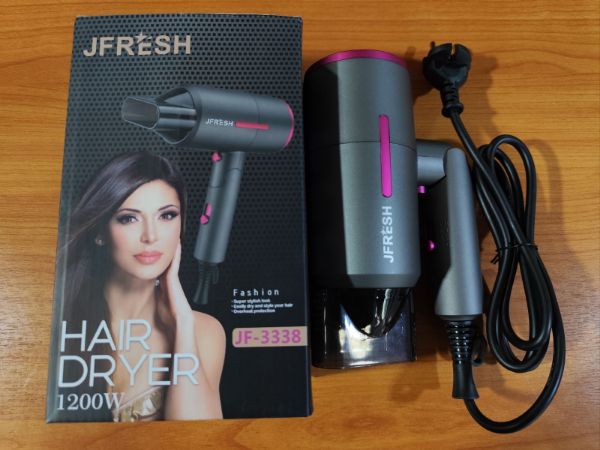 JFRESH
JFRESH
Fashion
· Super stylish look
· Easily dry and style your hair
· Overheat protection
JF-3338
HAIR
DRYER
1200W
JFRESH